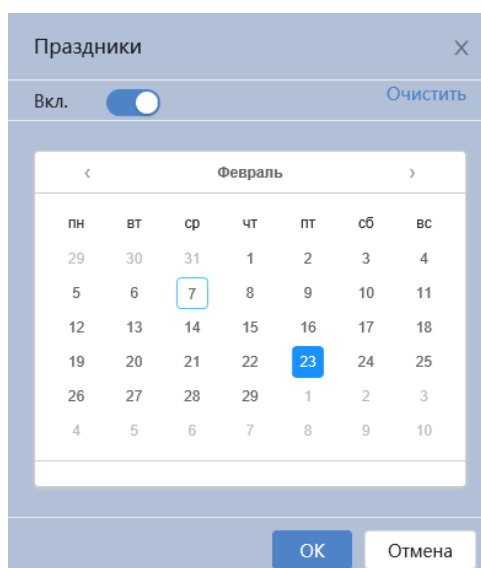 Праздники
Вкл. Очистить
Февраль
пн вт ср чт пт сб вс
29 30 31 1 2 3 4
5 6 7 8 9 10 11
12 13 14 15 16 17 18
19 20 21 22 23 24 25
26 27 28 29 1 2 3
4 5 6 7 8 9 10
OK Отмена